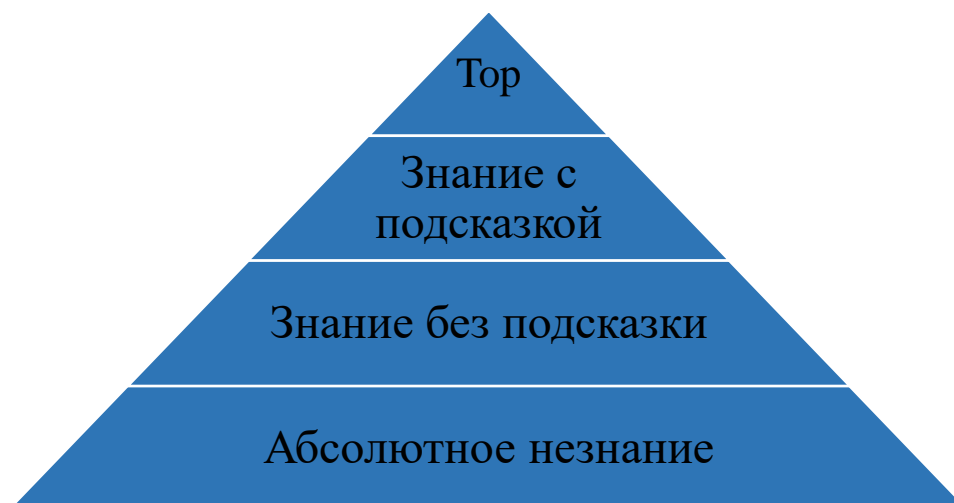 Top
Знание с
подсказкой
Знание без подсказки
Абсолютное незнание